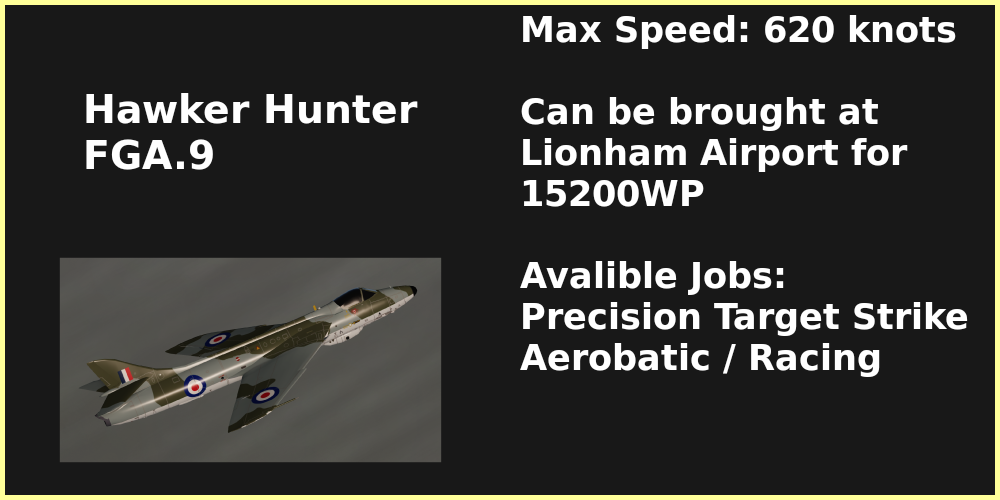 Hawker Hunter
FGA.9
Max Speed: 620 knots
Can be brought at
Lionham Airport for
15200WP
Avalible Jobs:
Precision Target Strike
Aerobatic / Racing